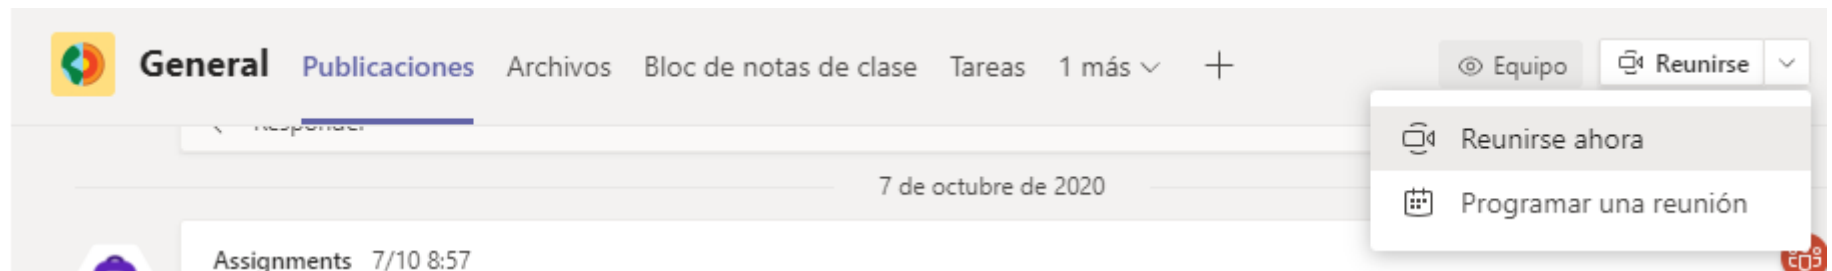 General Publicaciones Archivos Bloc de notas de clase Tareas 1 más Equipo Reunirse
Responder
Reunirse ahora
7 de octubre de 2020
Programar una reunión
Assignments 7/10 8:57